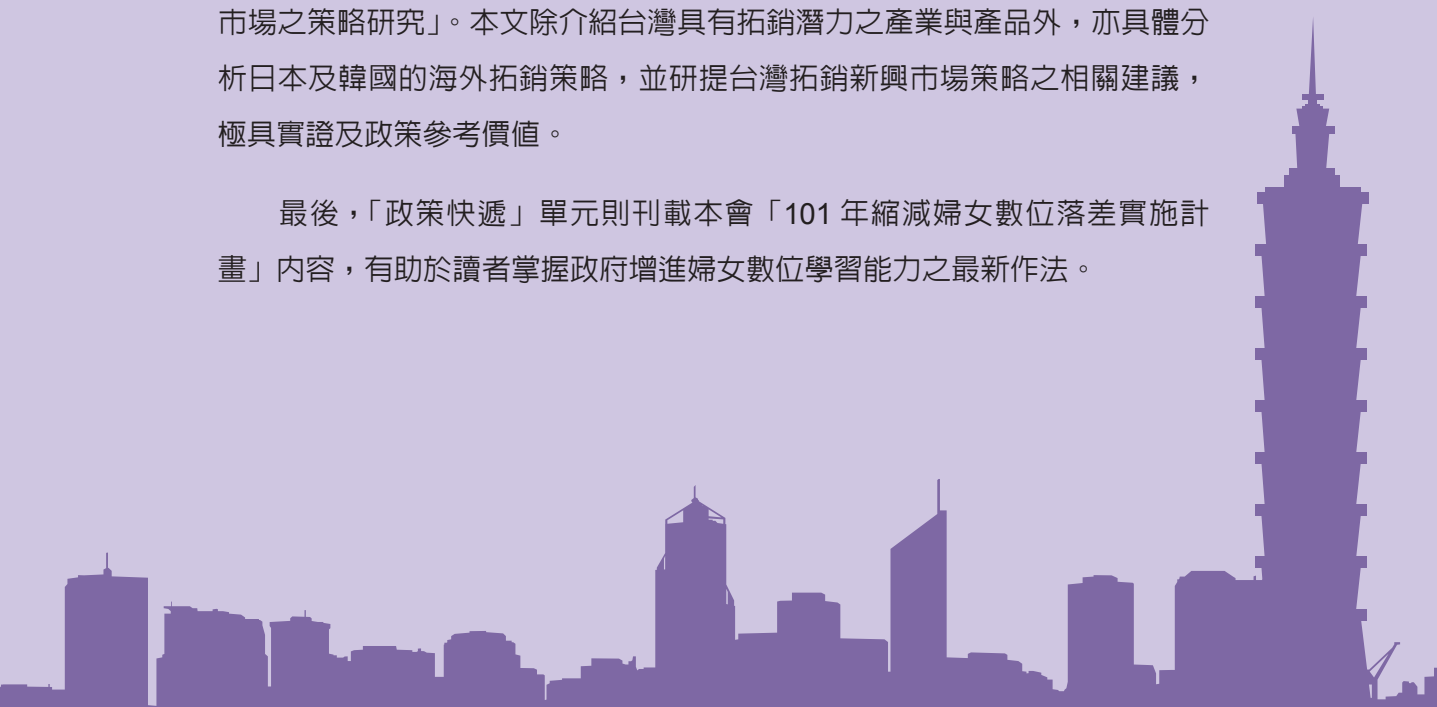 市場之策略研究」。本文除介紹台灣具有拓銷潛力之產業與產品外，亦具體分
析日本及韓國的海外拓銷策略，並研提台灣拓銷新興市場策略之相關建議，
極具實證及政策參考價值。
最後，「政策快遞」單元則刊載本會「101 年縮減婦女數位落差實施計
畫」內容，有助於讀者掌握政府增進婦女數位學習能力之最新作法。